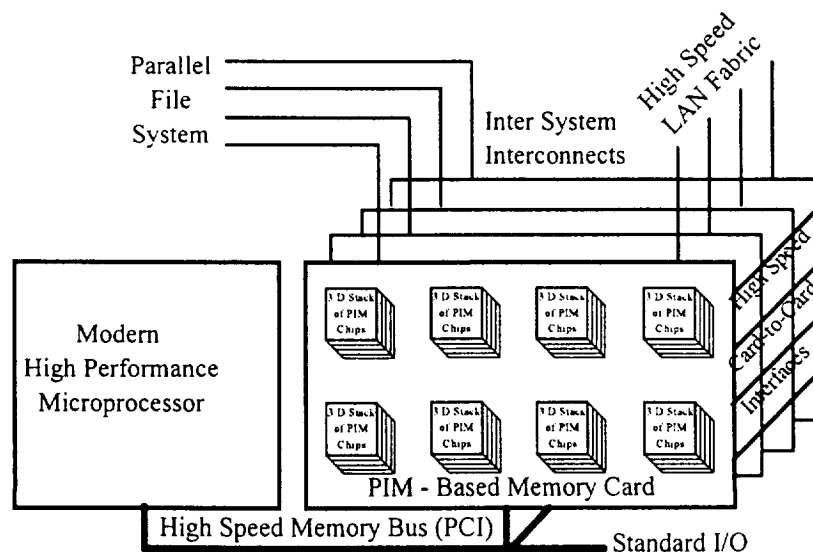 Parallel
File
System
High Speed
LAN Fabric
Inter System
Interconnects
High Speed
Card-to-Card
Interfaces
Modern
High Performance
Microprocessor
3 D Stack
of PIM
Chips
3 D Stack
of PIM
Chips
3 D Stack
of PIM
Chips
3 D Stack
of PIM
Chips
3 D Stack
of PIM
Chips
3 D Stack
of PIM
Chips
3 D Stack
of PIM
Chips
3 D Stack
of PIM
Chips
PIM - Based Memory Card
High Speed Memory Bus (PCI)
Standard I/O